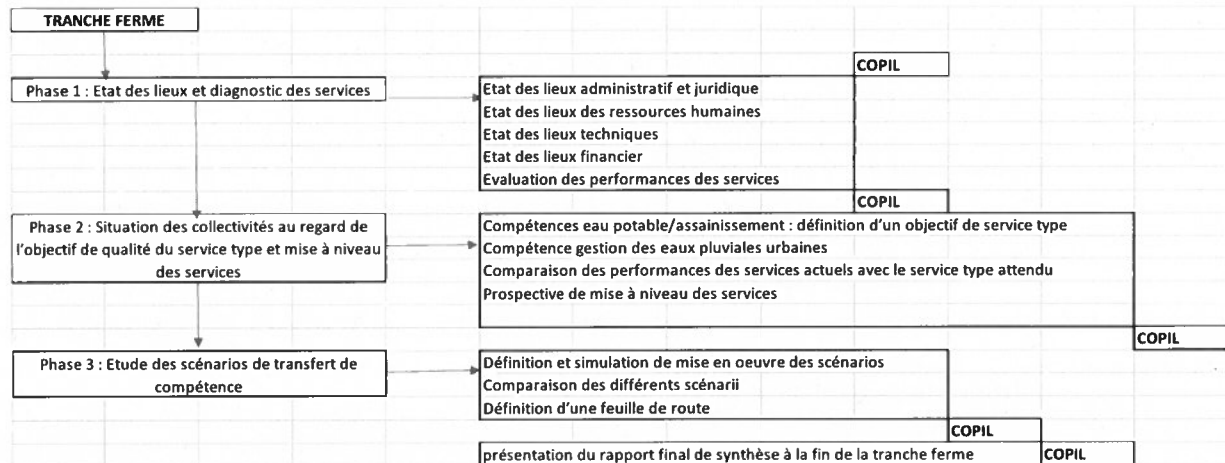 TRANCHE FERME
COPIL
Phase 1 : Etat des lieux et diagnostic des services
Etat des lieux administratif et juridique
Etat des lieux des ressources humaines
Etat des lieux techniques
Etat des lieux financier
Evaluation des performances des services
COPIL
Phase 2 : Situation des collectivités au regard de
l'objectif de qualité du service type et mise à niveau
des services
Compétences eau potable/assainissement : définition d'un objectif de service type
Compétence gestion des eaux pluviales urbaines
Comparaison des performances des services actuels avec le service type attendu
Prospective de mise à niveau des services
COPIL
Phase 3 : Etude des scénarios de transfert de
compétence
Définition et simulation de mise en oeuvre des scénarios
Comparaison des différents scénarii
Définition d'une feuille de route
COPIL
présentation du rapport final de synthèse à la fin de la tranche ferme
COPIL